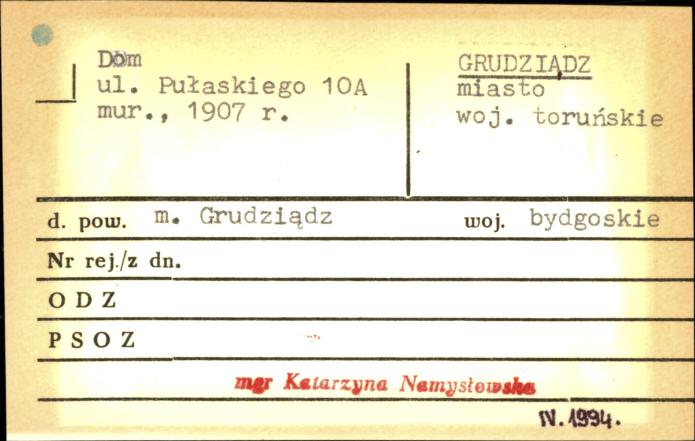 Dom
ul. Pułaskiego 10A
mur., 1907 r.
GRUDZIĄDZ
miasto
woj. toruńskie
d. pow. m. Grudziądz woj. bydgoskie
Nr rej./z dn.
ODZ
PSOZ
mgr Katarzyna Namysłowska
IV.1994.